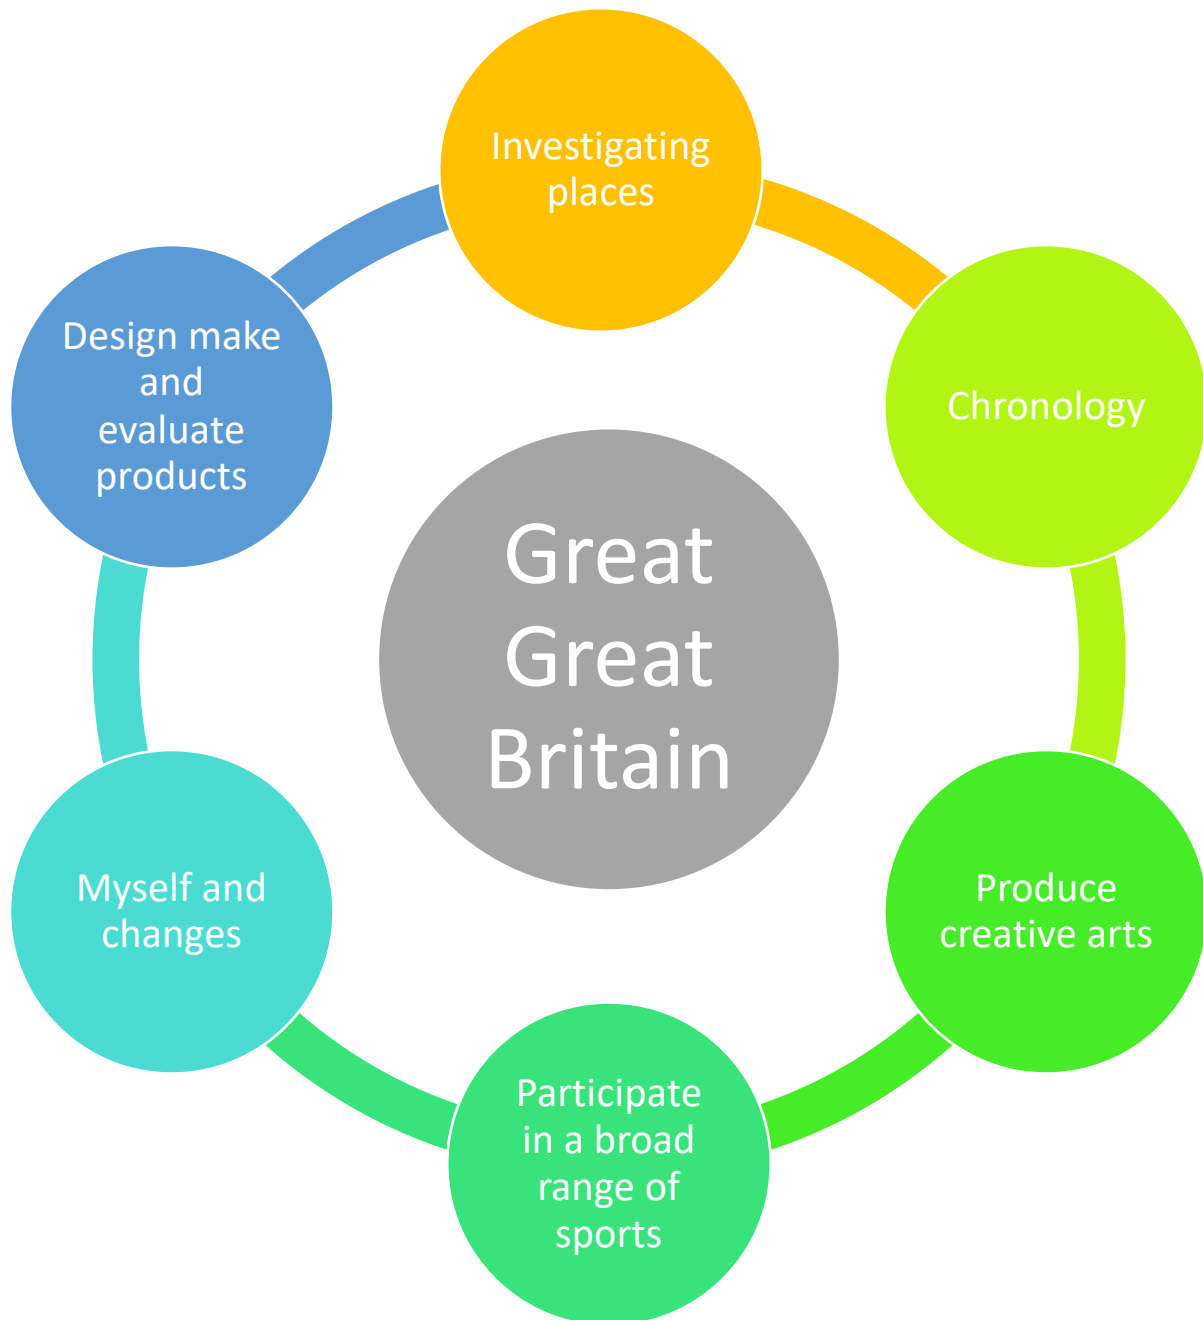 Investigating
places
Chronology
Produce
creative arts
Participate
in a broad
range of
sports
Myself and
changes
Design make
and
evaluate
products
Great
Great
Britain